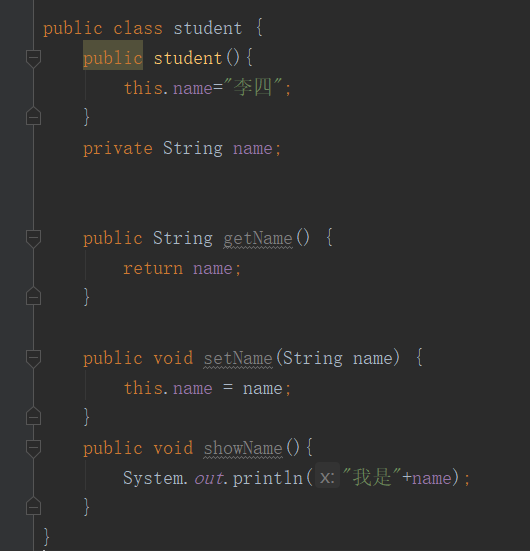 public class student {
public student(){
this.name="李四";
}
private String name;
public String getName() {
return name;
}
public void setName(String name) {
this.name = name;
}
public void showName(){
System.out.println( x: "我是"+name);
}
}